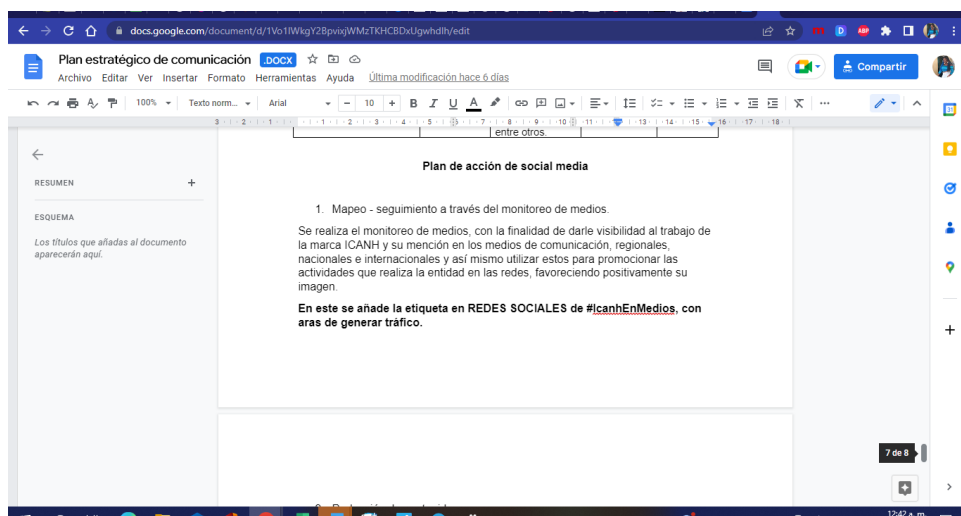 docs.google.com/document/d/1Vo1IWkgY2BpvixjWMzTKHCBDxUgwhdIh/edit
Plan estratégico de comunicación .DOCX
Archivo Editar Ver Insertar Formato Herramientas Ayuda Última modificación hace 6 días
Compartir
100% Texto norm... Arial 10
entre otros.
Plan de acción de social media
RESUMEN
1. Mapeo - seguimiento a través del monitoreo de medios.
ESQUEMA
Los títulos que añadas al documento
aparecerán aquí.
Se realiza el monitoreo de medios, con la finalidad de darle visibilidad al trabajo de
la marca ICANH y su mención en los medios de comunicación, regionales,
nacionales e internacionales y así mismo utilizar estos para promocionar las
actividades que realiza la entidad en las redes, favoreciendo positivamente su
imagen.
En este se añade la etiqueta en REDES SOCIALES de #IcanhEnMedios, con
aras de generar tráfico.
7 de 8
12:42 a. m.